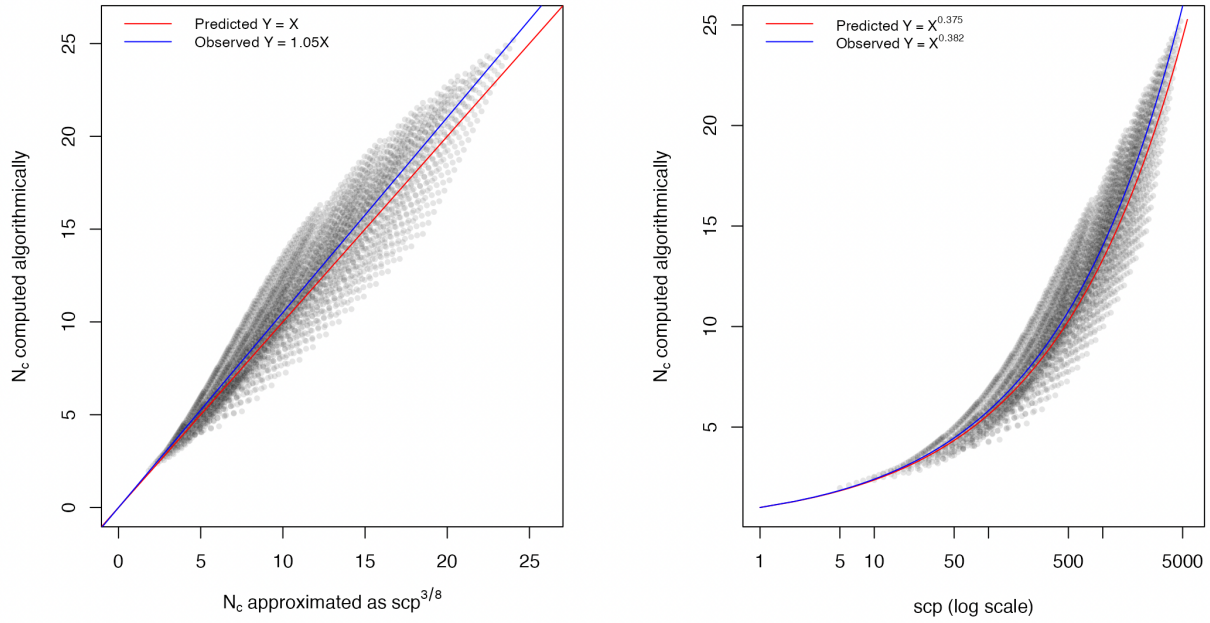 Predicted Y = X
Observed Y = 1.05X
25
20
15
10
5
0
N_c computed algorithmically
0 5 10 15 20 25
N_c approximated as scp^{3/8}
Predicted Y = X^{0.375}
Observed Y = X^{0.382}
25
20
15
10
5
N_c computed algorithmically
1 5 10 50 500 5000
scp (log scale)